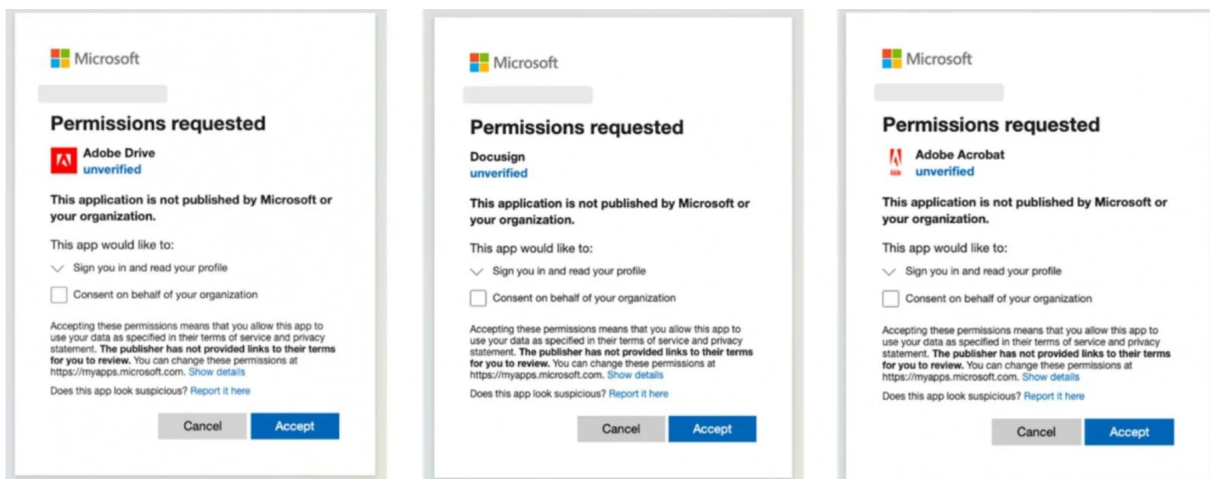 Microsoft
Permissions requested
Adobe Drive
unverified
This application is not published by Microsoft or
your organization.
This app would like to:
Sign you in and read your profile
Consent on behalf of your organization
Accepting these permissions means that you allow this app to
use your data as specified in their terms of service and privacy
statement. The publisher has not provided links to their terms
for you to review. You can change these permissions at
https://myapps.microsoft.com. Show details
Does this app look suspicious? Report it here
Cancel Accept
Microsoft
Permissions requested
Docusign
unverified
This application is not published by Microsoft or
your organization.
This app would like to:
Sign you in and read your profile
Consent on behalf of your organization
Accepting these permissions means that you allow this app to
use your data as specified in their terms of service and privacy
statement. The publisher has not provided links to their terms
for you to review. You can change these permissions at
https://myapps.microsoft.com. Show details
Does this app look suspicious? Report it here
Cancel Accept
Microsoft
Permissions requested
Adobe Acrobat
unverified
This application is not published by Microsoft or
your organization.
This app would like to:
Sign you in and read your profile
Consent on behalf of your organization
Accepting these permissions means that you allow this app to
use your data as specified in their terms of service and privacy
statement. The publisher has not provided links to their terms
for you to review. You can change these permissions at
https://myapps.microsoft.com. Show details
Does this app look suspicious? Report it here
Cancel Accept